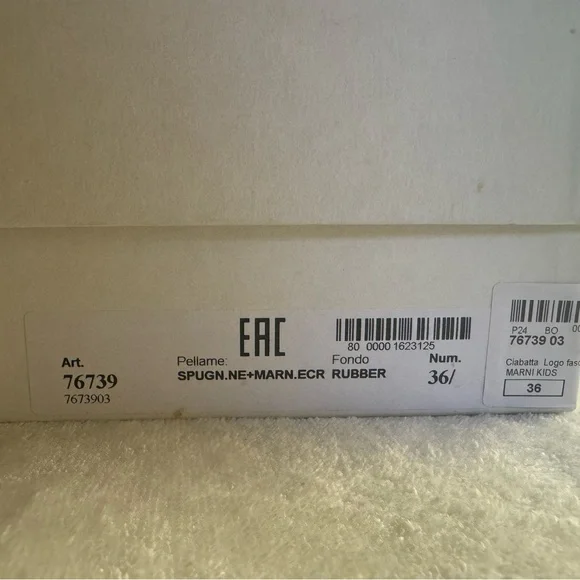 Art.
76739
7673903
Pellame:
SPUGN.NE+MARN.ECR
EAC
80 0000 1623125
Fondo
RUBBER
Num.
36/
P24 BO
76739 03
Ciabatta Logo
MARNI KIDS
36